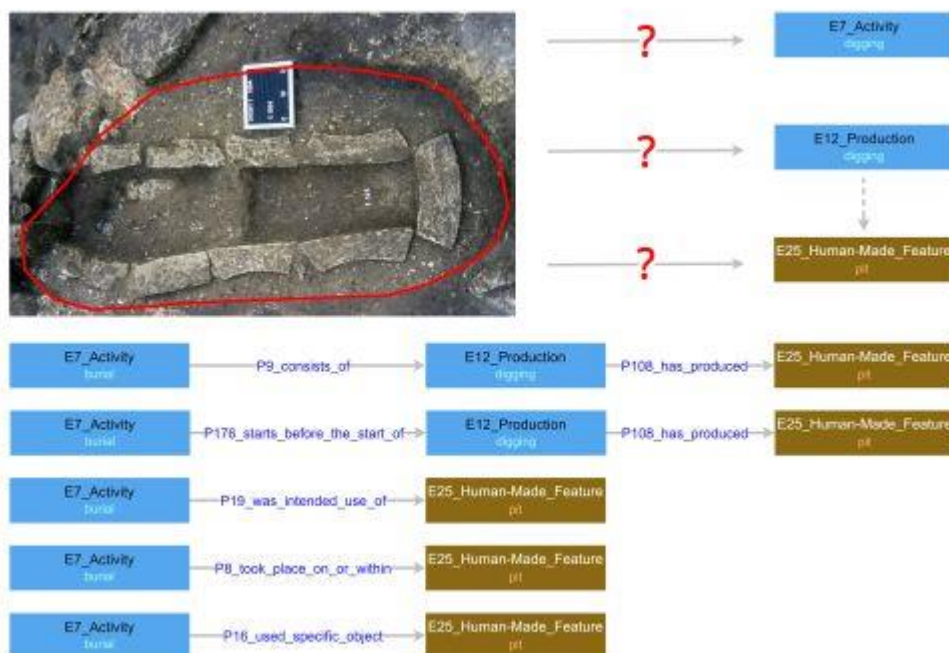 ? E7_Activity
digging
? E12_Production
digging
? E25_Human-Made_Feature
pit
E7_Activity P9_consists_of E12_Production P108_has_produced E25_Human-Made_Feature
burial digging pit
E7_Activity P176_starts_before_the_start_of E12_Production P108_has_produced E25_Human-Made_Feature
burial digging pit
E7_Activity P19_was_intended_use_of E25_Human-Made_Feature
burial pit
E7_Activity P8_took_place_on_or_within E25_Human-Made_Feature
burial pit
E7_Activity P16_used_specific_object E25_Human-Made_Feature
burial pit